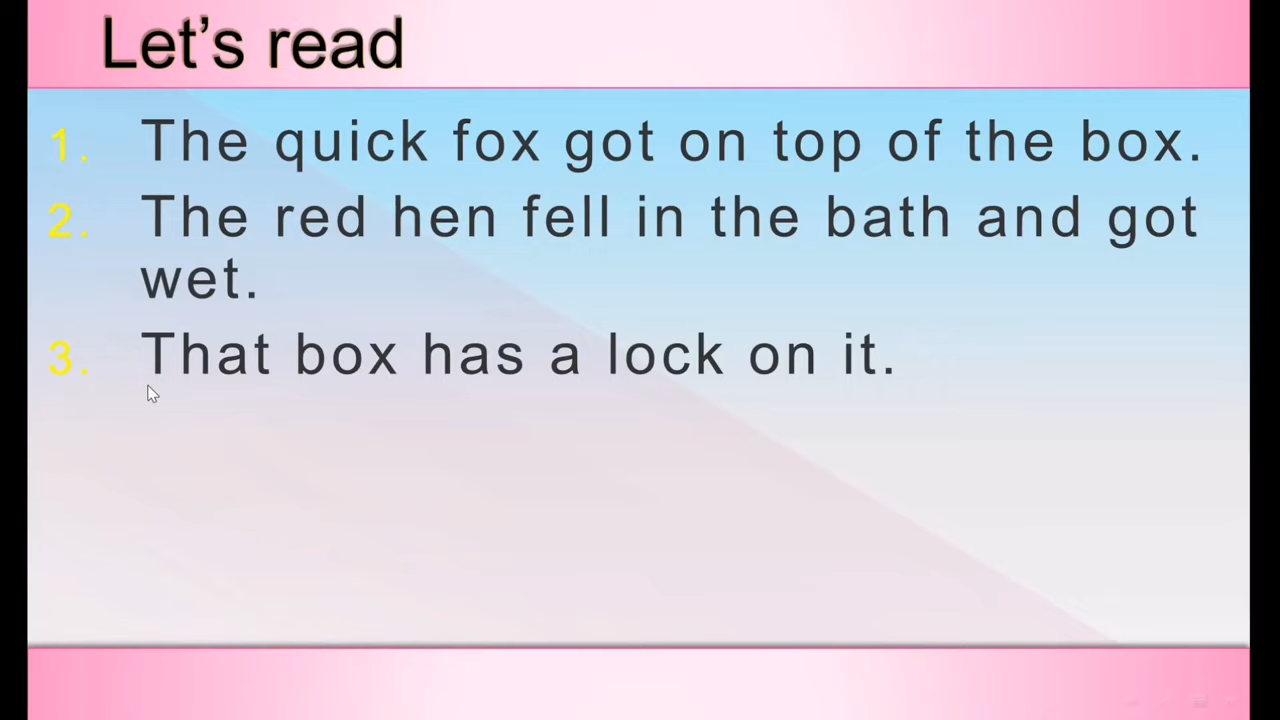 Let’s read
1. The quick fox got on top of the box.
2. The red hen fell in the bath and got
wet.
3. That box has a lock on it.